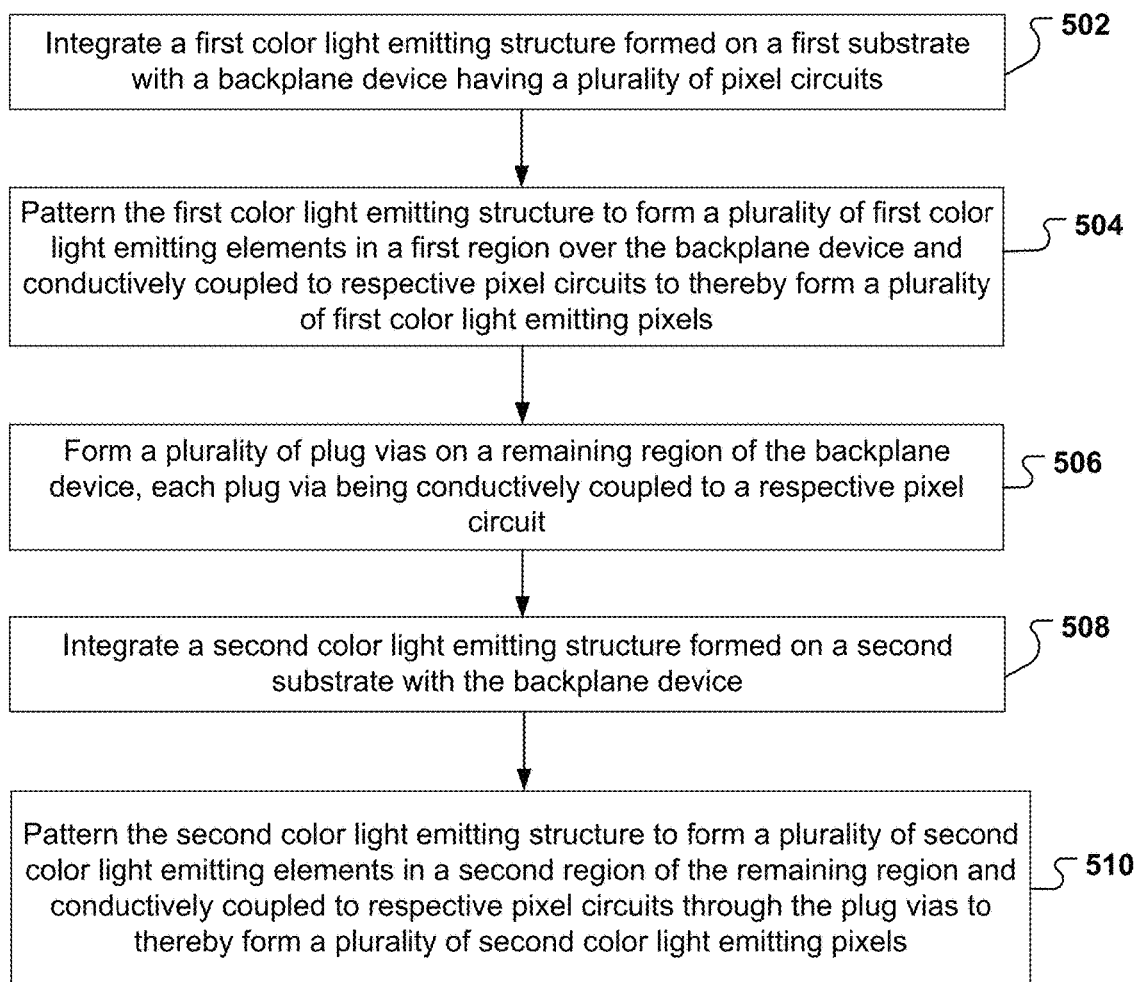 Integrate a first color light emitting structure formed on a first substrate
with a backplane device having a plurality of pixel circuits
502
Pattern the first color light emitting structure to form a plurality of first color
light emitting elements in a first region over the backplane device and
conductively coupled to respective pixel circuits to thereby form a plurality
of first color light emitting pixels
504
Form a plurality of plug vias on a remaining region of the backplane
device, each plug via being conductively coupled to a respective pixel
circuit
506
Integrate a second color light emitting structure formed on a second
substrate with the backplane device
508
Pattern the second color light emitting structure to form a plurality of second
color light emitting elements in a second region of the remaining region and
conductively coupled to respective pixel circuits through the plug vias to
thereby form a plurality of second color light emitting pixels
510